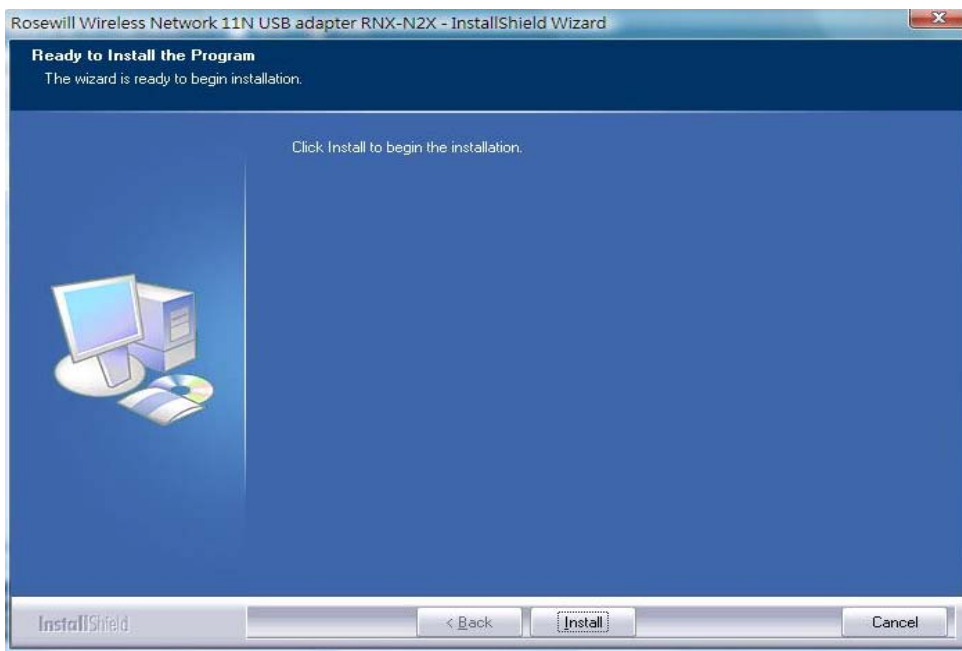 Rosewill Wireless Network 11N USB adapter RNX-N2X - InstallShield Wizard
Ready to Install the Program
The wizard is ready to begin installation.
Click Install to begin the installation.
InstallShield
< Back
Install
Cancel